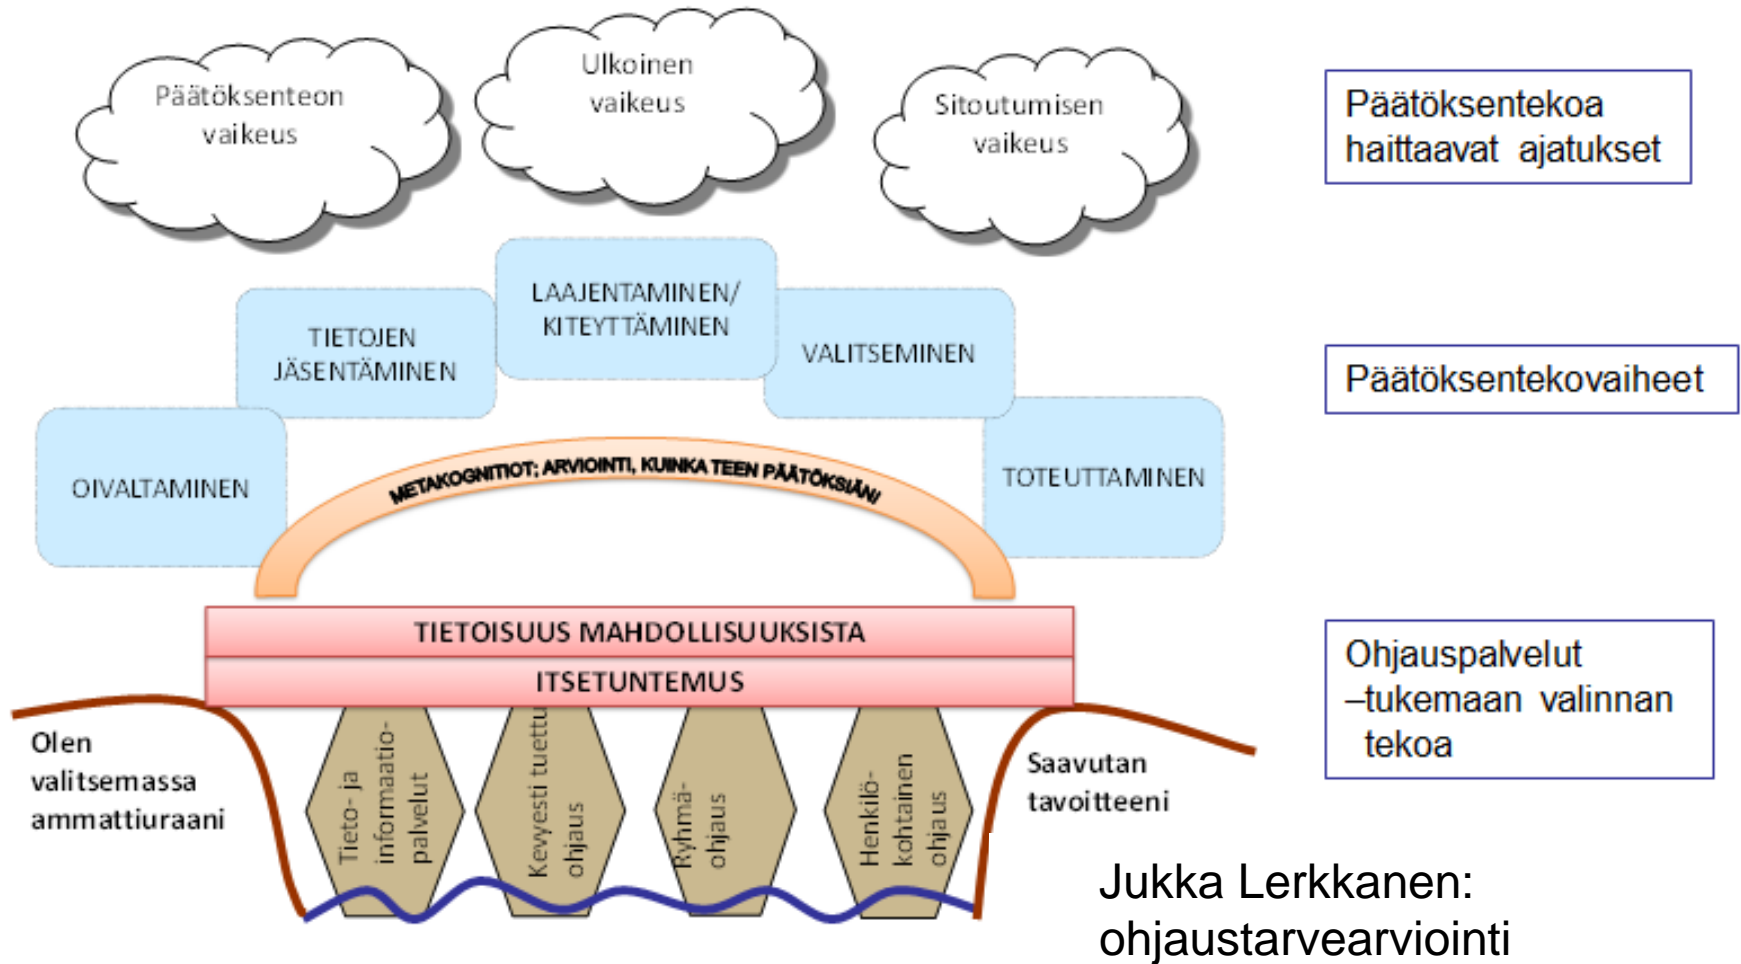 Päätöksenteon
vaikeus
Ulkoinen
vaikeus
Sitoutumisen
vaikeus
Päätöksentekoa
haittaavat ajatukset
OIVALTAMINEN
TIETOJEN
JÄSENTÄMINEN
LAAJENTAMINEN/
KITEYTTÄMINEN
VALITSEMINEN
TOTEUTTAMINEN
Päätöksentekovaiheet
METAKOGNITIOT; ARVIOINTI, KUINKA TEEN PÄÄTÖKSIÄNI
TIETOISUUS MAHDOLLISUUKSISTA
ITSETUNTEMUS
Ohjauspalvelut
–tukemaan valinnan
tekoa
Olen
valitsemassa
ammattiuraani
Tieto- ja
informaatio-
palvelut
Kevyesti tuettu
ohjaus
Ryhmä-
ohjaus
Henkilö-
kohtainen
ohjaus
Saavutan
tavoitteeni
Jukka Lerkkanen:
ohjaustarvearviointi